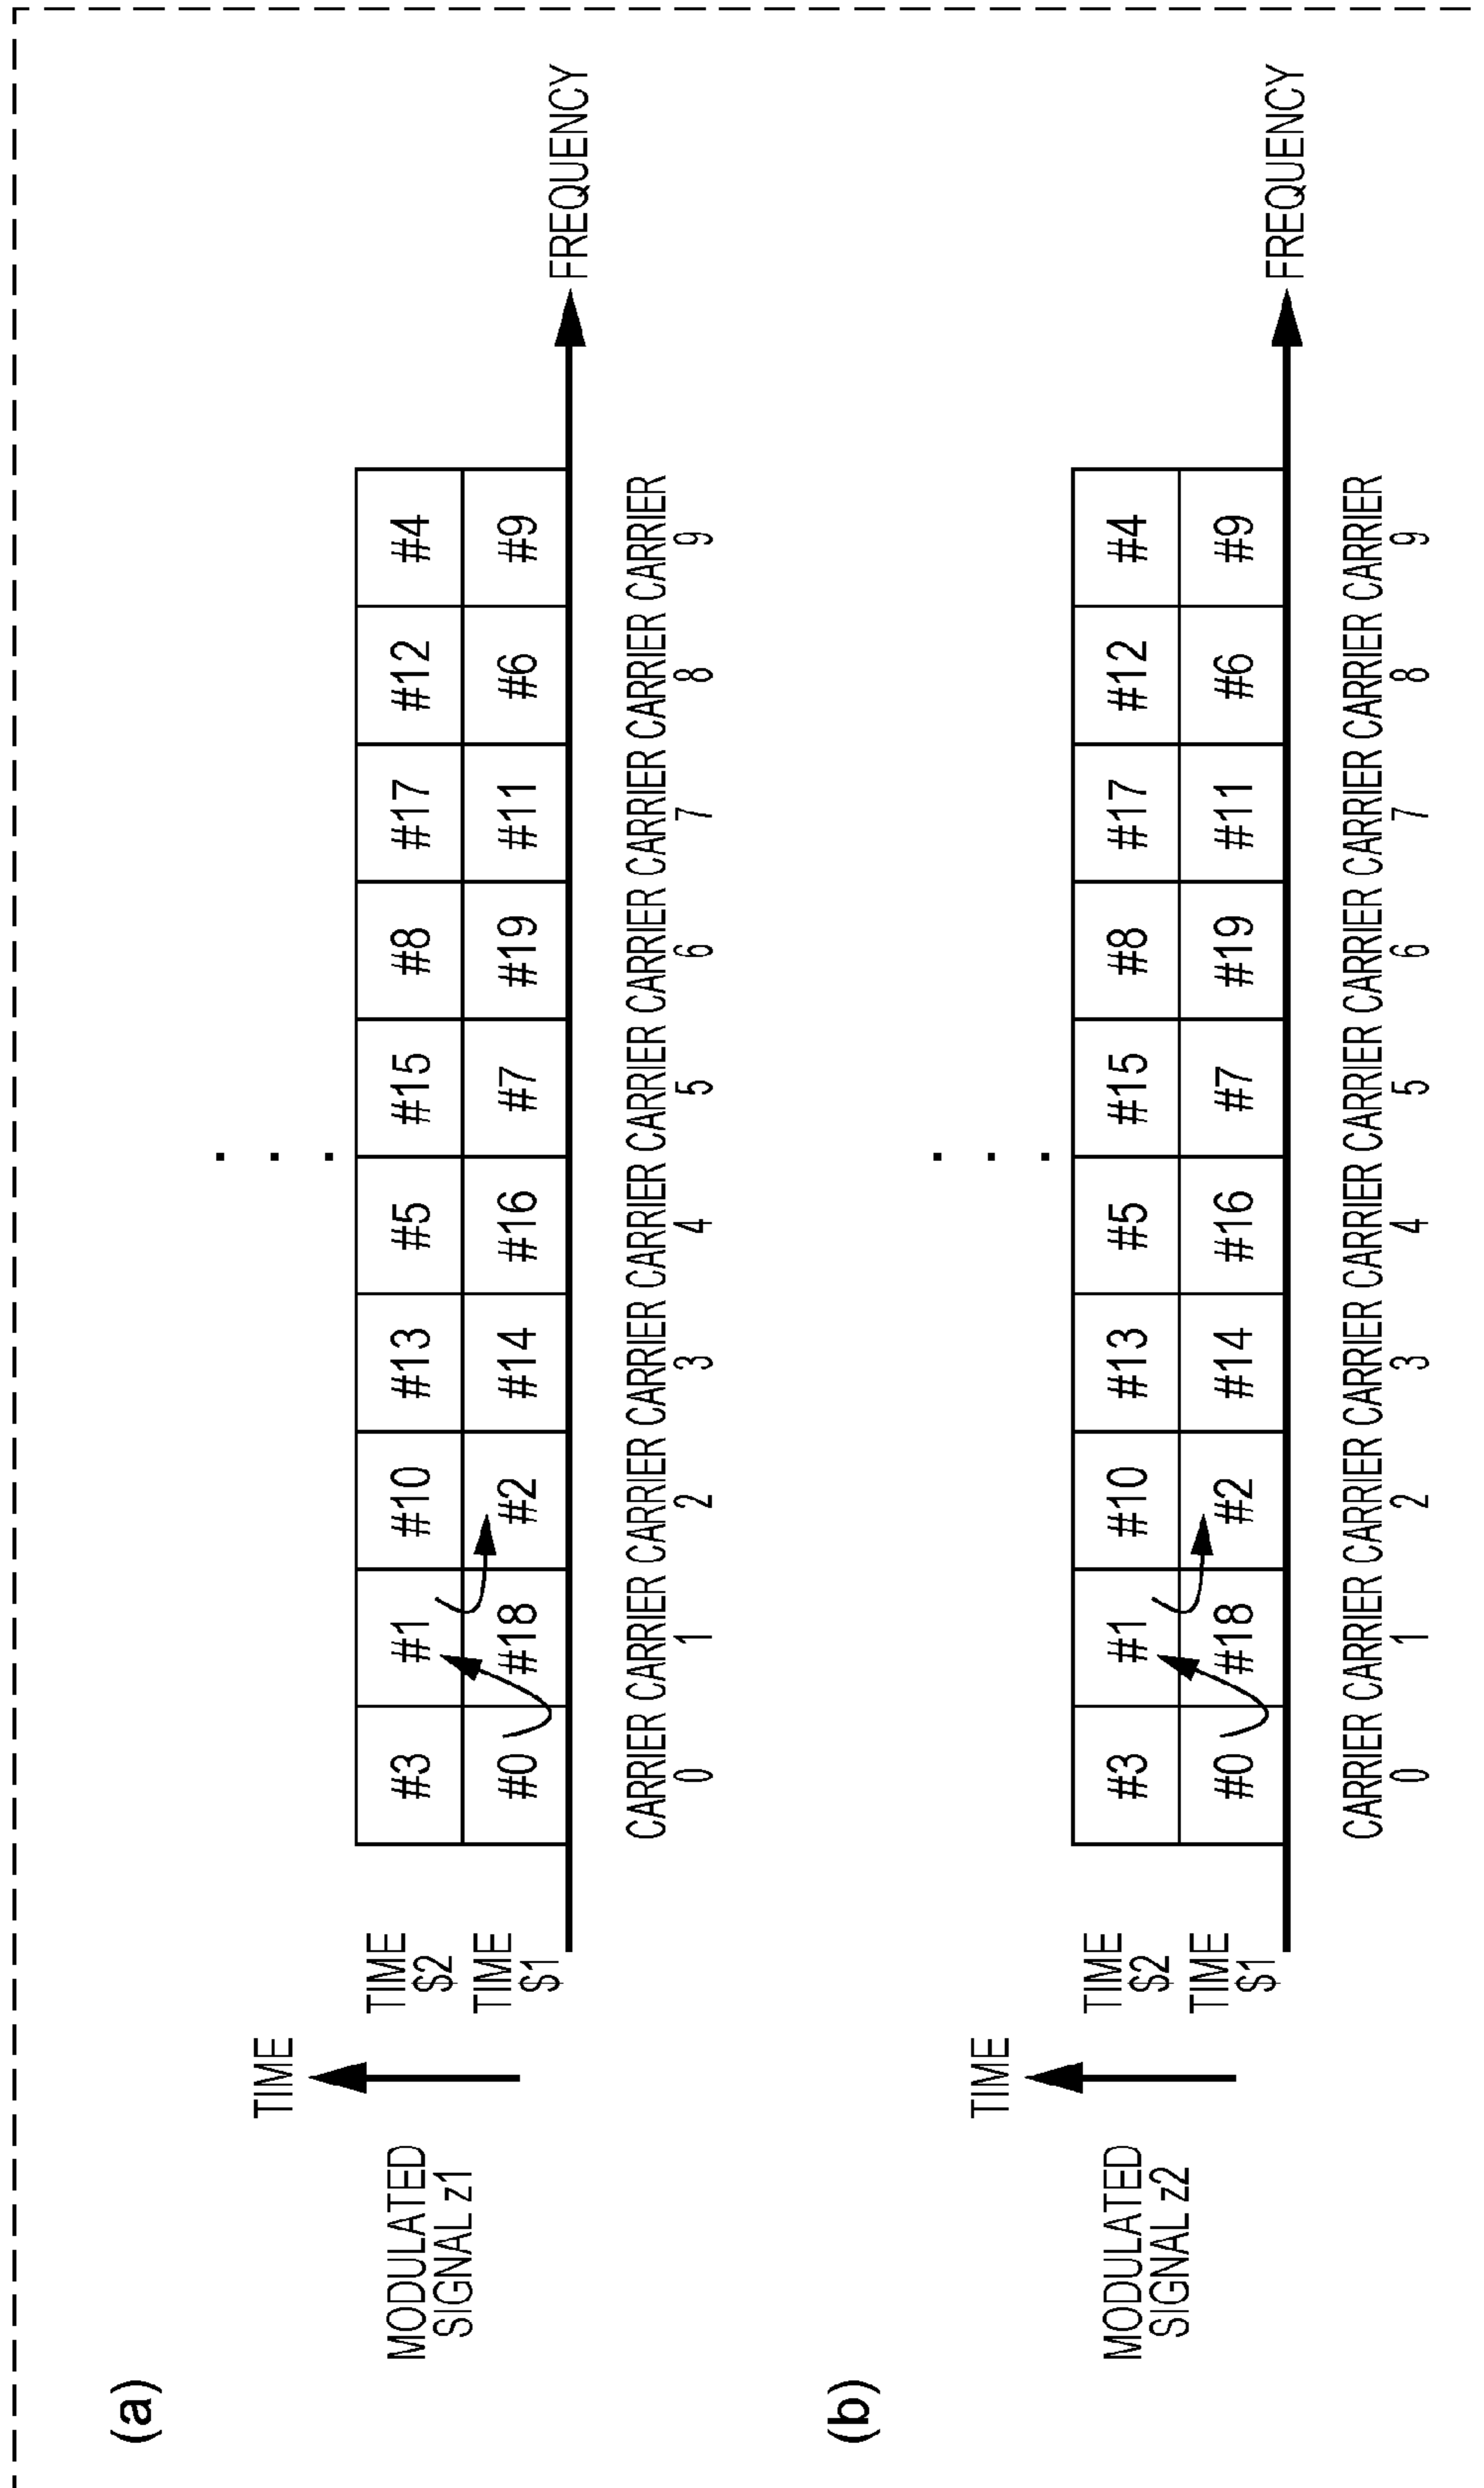 (a)
MODULATED
SIGNAL z1
TIME
TIME
$2
#3 #1 #10 #13 #5 #15 #8 #17 #12 #4
TIME
$1
#0 #18 #2 #14 #16 #7 #19 #11 #6 #9
FREQUENCY
CARRIER CARRIER CARRIER CARRIER CARRIER CARRIER CARRIER CARRIER CARRIER CARRIER
0 1 2 3 4 5 6 7 8 9
(b)
MODULATED
SIGNAL z2
TIME
TIME
$2
#3 #1 #10 #13 #5 #15 #8 #17 #12 #4
TIME
$1
#0 #18 #2 #14 #16 #7 #19 #11 #6 #9
FREQUENCY
CARRIER CARRIER CARRIER CARRIER CARRIER CARRIER CARRIER CARRIER CARRIER CARRIER
0 1 2 3 4 5 6 7 8 9